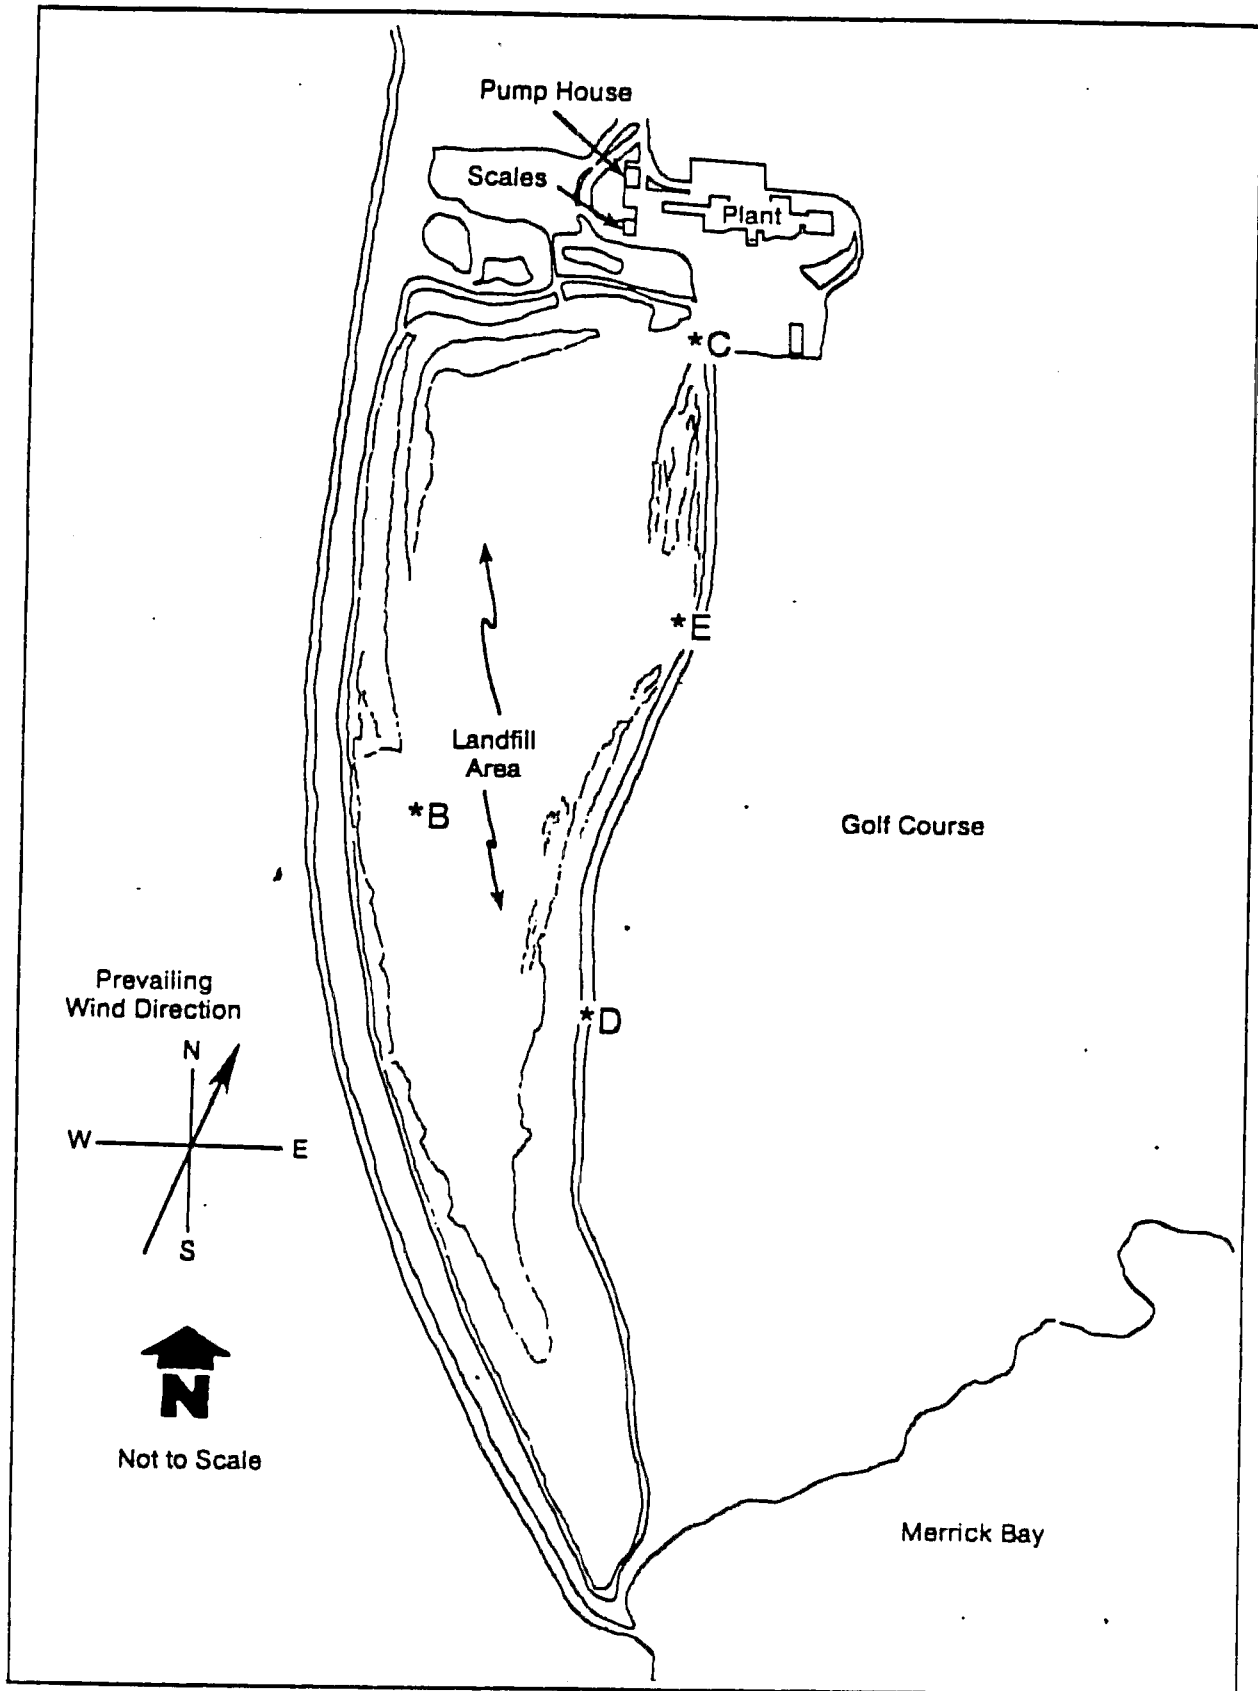 Pump House
Scales
Plant
*C
*E
Landfill
Area
*B
Golf Course
Prevailing
Wind Direction
*D
N
W
E
S
N
Not to Scale
Merrick Bay